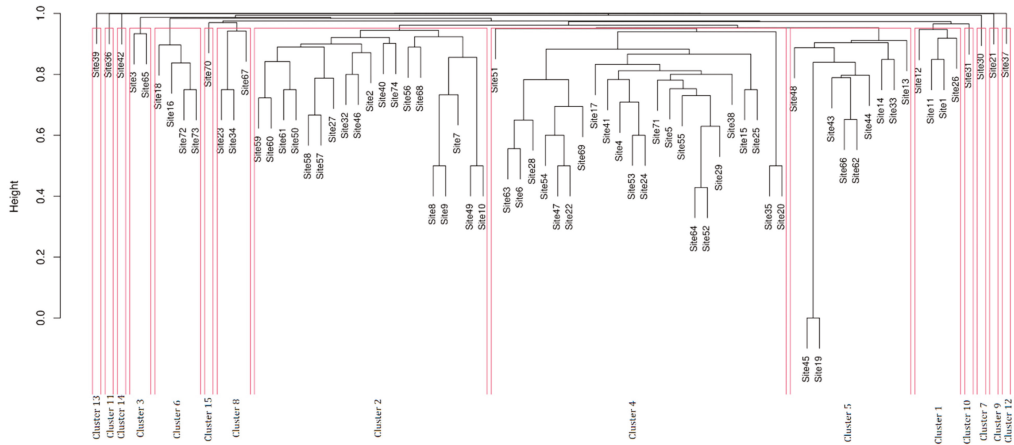 Height
1.0
0.8
0.6
0.4
0.2
0.0
Site39
Site36
Site42
Site3
Site65
Site18
Site16
Site72
Site73
Site70
Site23
Site34
Site67
Site59
Site60
Site61
Site50
Site58
Site57
Site27
Site32
Site46
Site2
Site40
Site74
Site56
Site68
Site8
Site9
Site7
Site49
Site10
Site51
Site63
Site6
Site28
Site54
Site47
Site22
Site69
Site17
Site41
Site4
Site53
Site24
Site71
Site5
Site55
Site64
Site52
Site29
Site38
Site15
Site25
Site35
Site20
Site48
Site45
Site19
Site43
Site66
Site62
Site44
Site14
Site33
Site13
Site12
Site11
Site1
Site26
Site31
Site30
Site21
Site37
Cluster 13
Cluster 11
Cluster 14
Cluster 3
Cluster 6
Cluster 15
Cluster 8
Cluster 2
Cluster 4
Cluster 5
Cluster 1
Cluster 10
Cluster 7
Cluster 9
Cluster 12